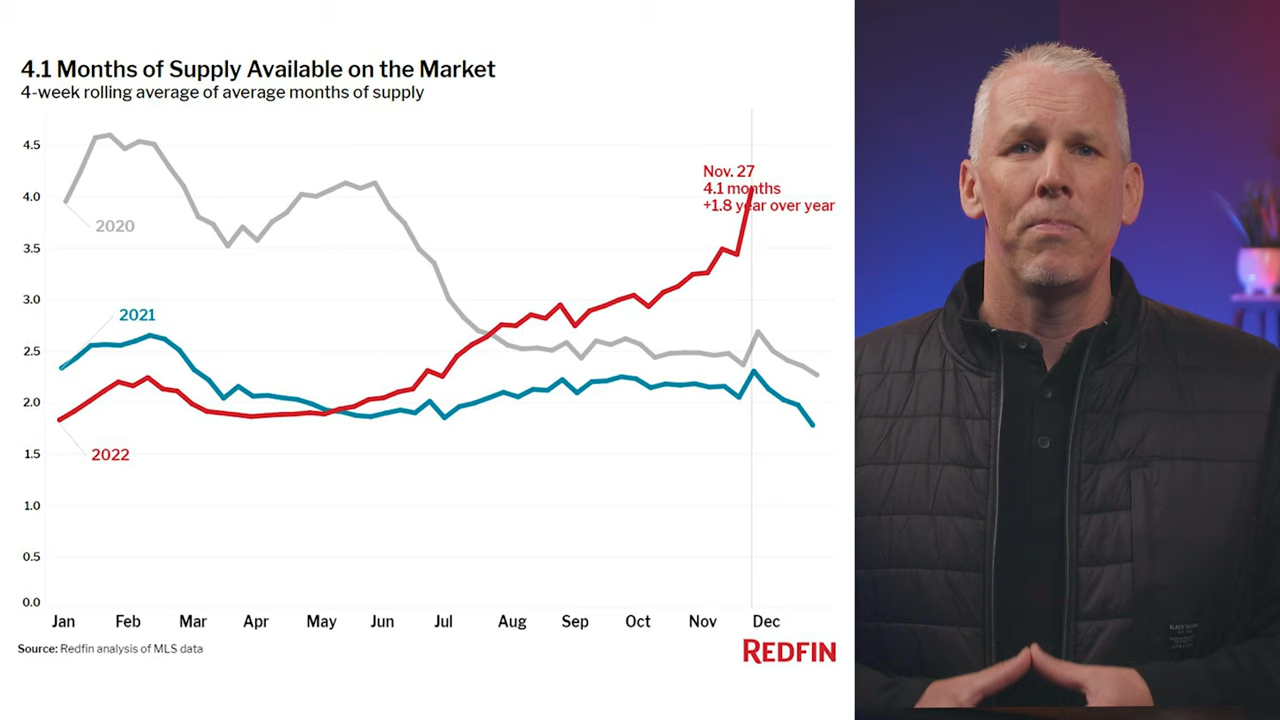 4.1 Months of Supply Available on the Market
4-week rolling average of average months of supply
4.5
4.0
3.5
3.0
2.5
2.0
1.5
1.0
0.5
0.0
2020
2021
2022
Nov. 27
4.1 months
+1.8 year over year
Jan Feb Mar Apr May Jun Jul Aug Sep Oct Nov Dec
Source: Redfin analysis of MLS data
REDFIN